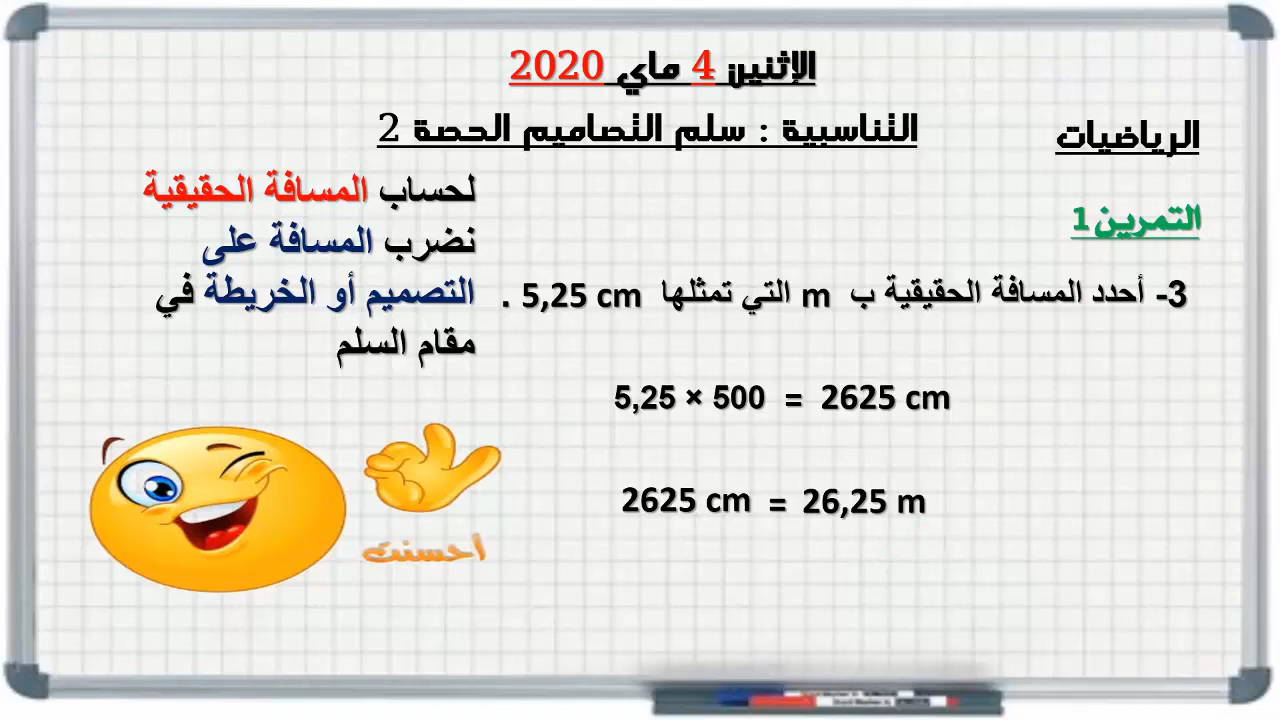 الإثنين 4 ماي 2020
الرياضيات
التناسبية : سلم التصاميم الحصة 2
التمرين1
3- أحدد المسافة الحقيقية ب m التي تمثلها 5,25 cm .
لحساب المسافة الحقيقية
نضرب المسافة على
التصميم أو الخريطة في
مقام السلم
5,25 × 500 = 2625 cm
2625 cm = 26,25 m
أحسنت